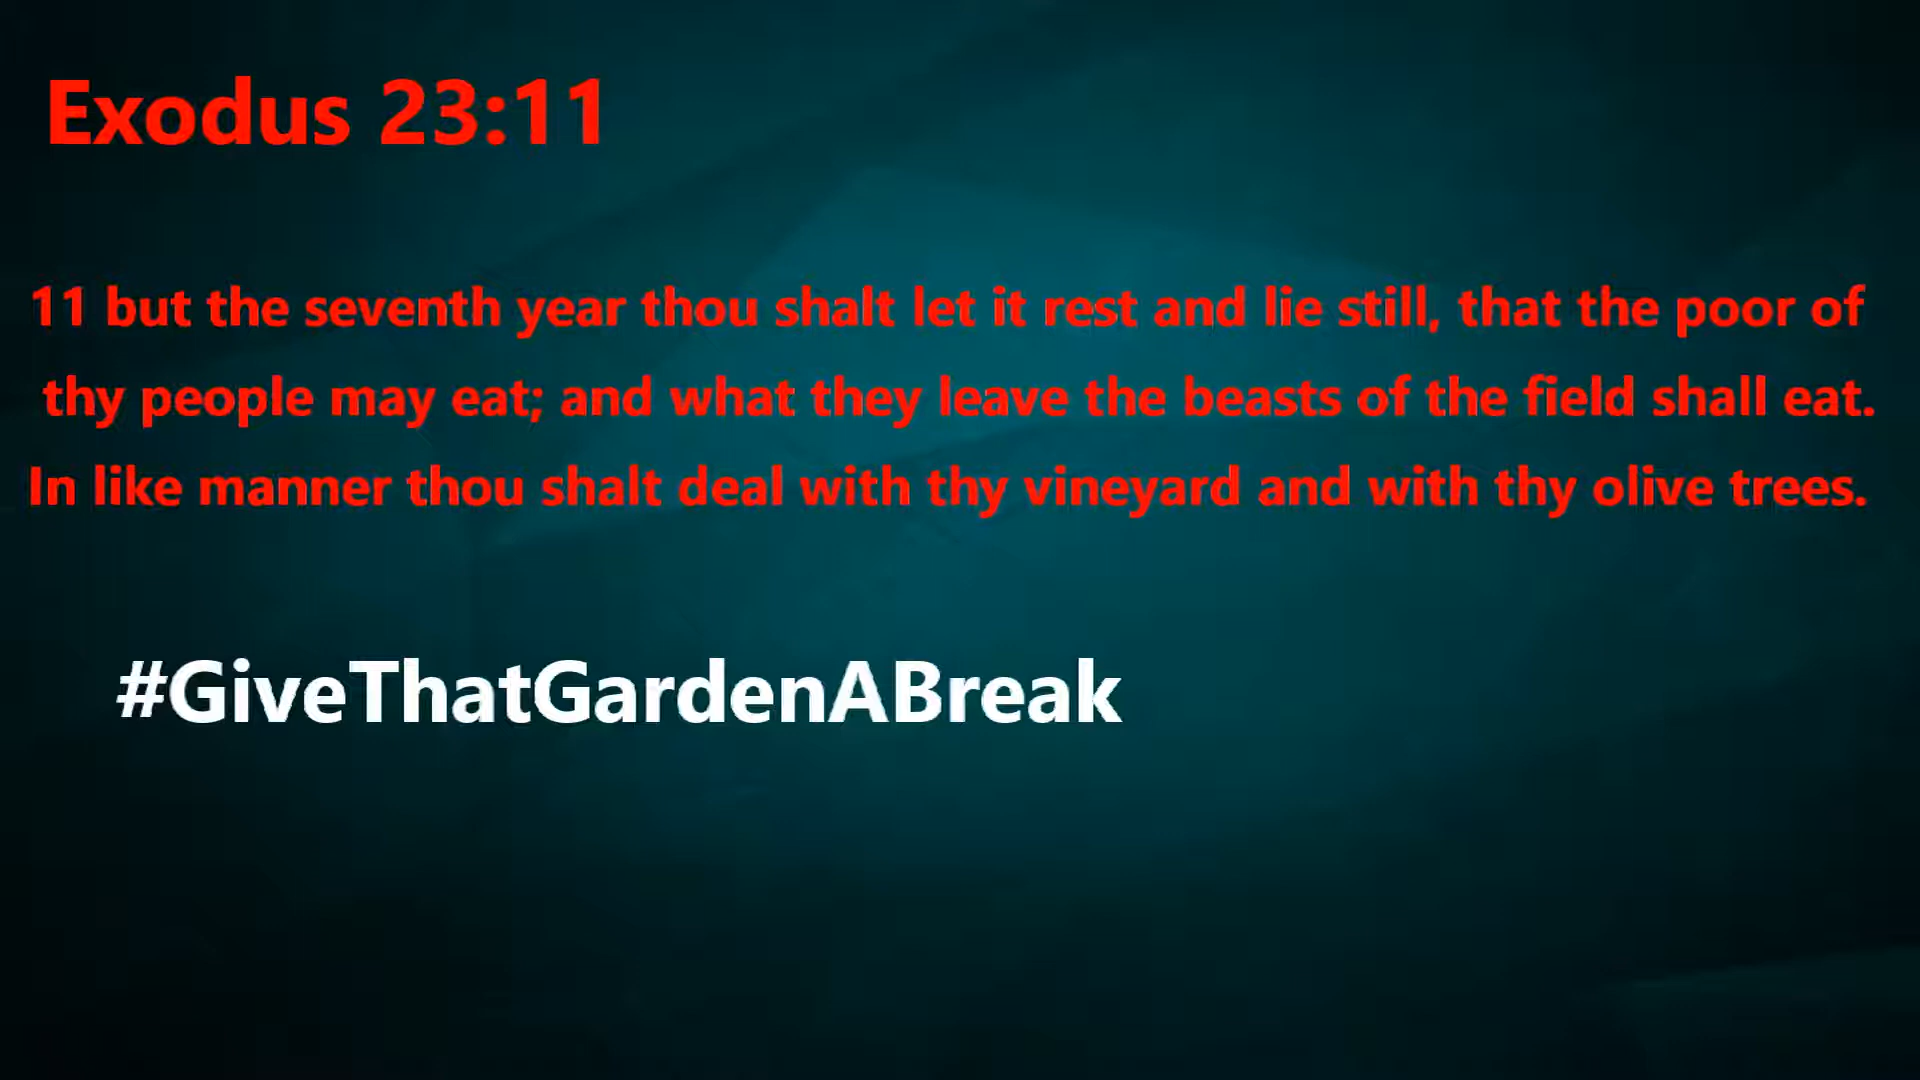 Exodus 23:11
11 but the seventh year thou shalt let it rest and lie still, that the poor of
thy people may eat; and what they leave the beasts of the field shall eat.
In like manner thou shalt deal with thy vineyard and with thy olive trees.
#GiveThatGardenABreak